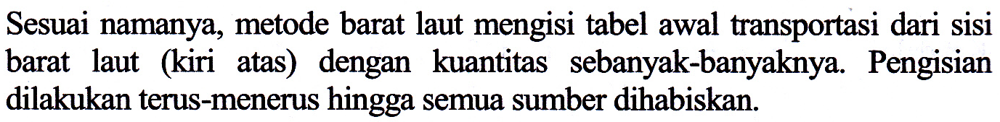 Sesuai namanya, metode barat laut mengisi tabel awal transportasi dari sisi
barat laut (kiri atas) dengan kuantitas sebanyak-banyaknya. Pengisian
dilakukan terus-menerus hingga semua sumber dihabiskan.